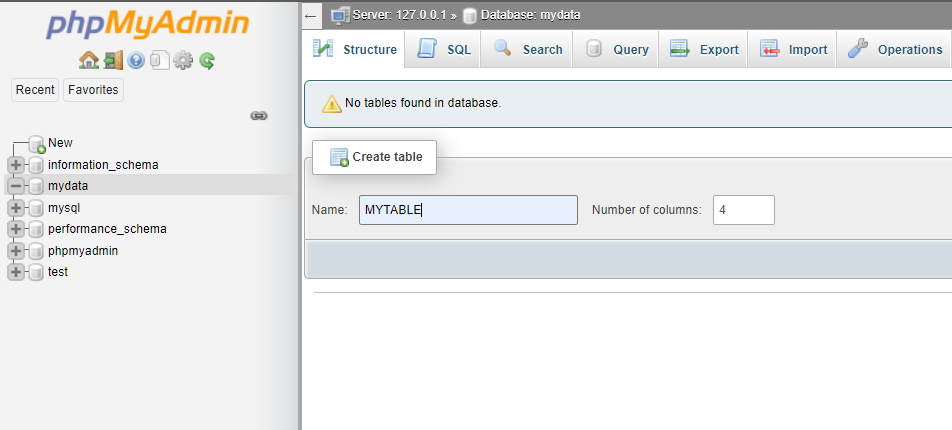 phpMyAdmin
Recent Favorites
New
information_schema
mydata
mysql
performance_schema
phpmyadmin
test
Server: 127.0.0.1 » Database: mydata
Structure SQL Search Query Export Import Operations
No tables found in database.
Create table
Name: MYTABLE Number of columns: 4